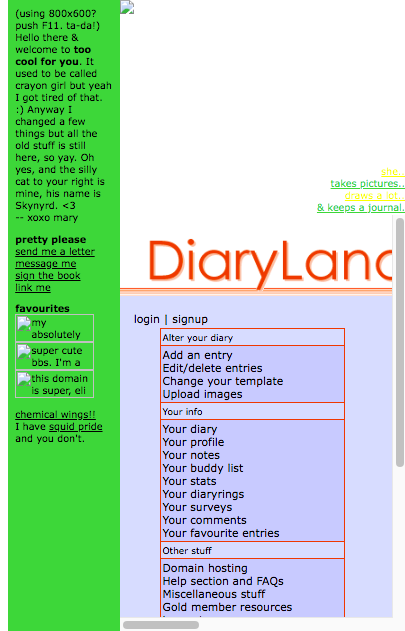 (using 800x600?
push F11. ta-da!)
Hello there &
welcome to too
cool for you. It
used to be called
crayon girl but yeah
I got tired of that.
:) Anyway I
changed a few
things but all the
old stuff is still
here, so yay. Oh
yes, and the silly
cat to your right is
mine, his name is
Skynyrd. <3
-- xoxo mary
pretty please
send me a letter
message me
sign the book
link me
favourites
my
absolutely
super cute
bbs. I'm a
this domain
is super, eli
chemical wings!!
I have squid pride
and you don't.
she..
takes pictures..
draws a lot..
& keeps a journal.
DiaryLand
login | signup
Alter your diary
Add an entry
Edit/delete entries
Change your template
Upload images
Your info
Your diary
Your profile
Your notes
Your buddy list
Your stats
Your diaryrings
Your surveys
Your comments
Your favourite entries
Other stuff
Domain hosting
Help section and FAQs
Miscellaneous stuff
Gold member resources